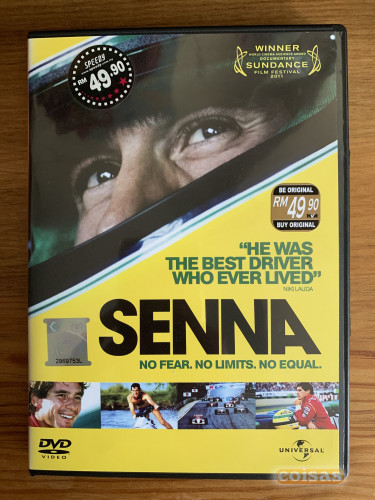 SPEEDY
RM 49.90
WINNER
WORLD CINEMA AUDIENCE AWARD:
DOCUMENTARY
SUNDANCE
FILM FESTIVAL
2011
BE ORIGINAL
RM 49.90
BUY ORIGINAL
"HE WAS
THE BEST DRIVER
WHO EVER LIVED"
NIKI LAUDA
SENNA
NO FEAR. NO LIMITS. NO EQUAL.
DVD
VIDEO
UNIVERSAL
coisas